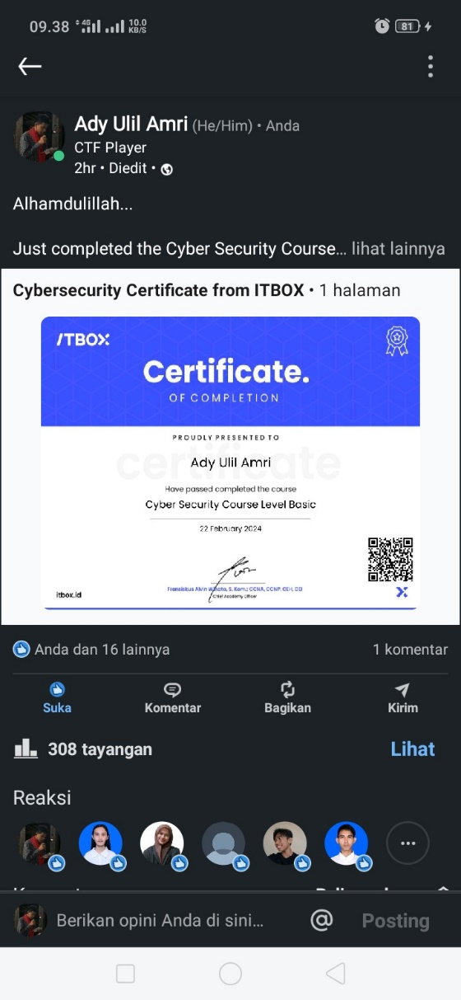 09.38 4G 10.0 KB/S 81
Ady Ulil Amri (He/Him) • Anda
CTF Player
2hr • Diedit •
Alhamdulillah...
Just completed the Cyber Security Course... lihat lainnya
Cybersecurity Certificate from ITBOX • 1 halaman
ITBOX
Certificate.
OF COMPLETION
PROUDLY PRESENTED TO
certificate
Ady Ulil Amri
Have passed completed the course
Cyber Security Course Level Basic
22 February 2024
Fransiskus Alvin S. Kom.; CCNA, CCNP, CEH, CEI
Chief Academy Officer
itbox.id
Anda dan 16 lainnya
1 komentar
Suka
Komentar
Bagikan
Kirim
308 tayangan
Lihat
Reaksi
Berikan opini Anda di sini...
@
Posting